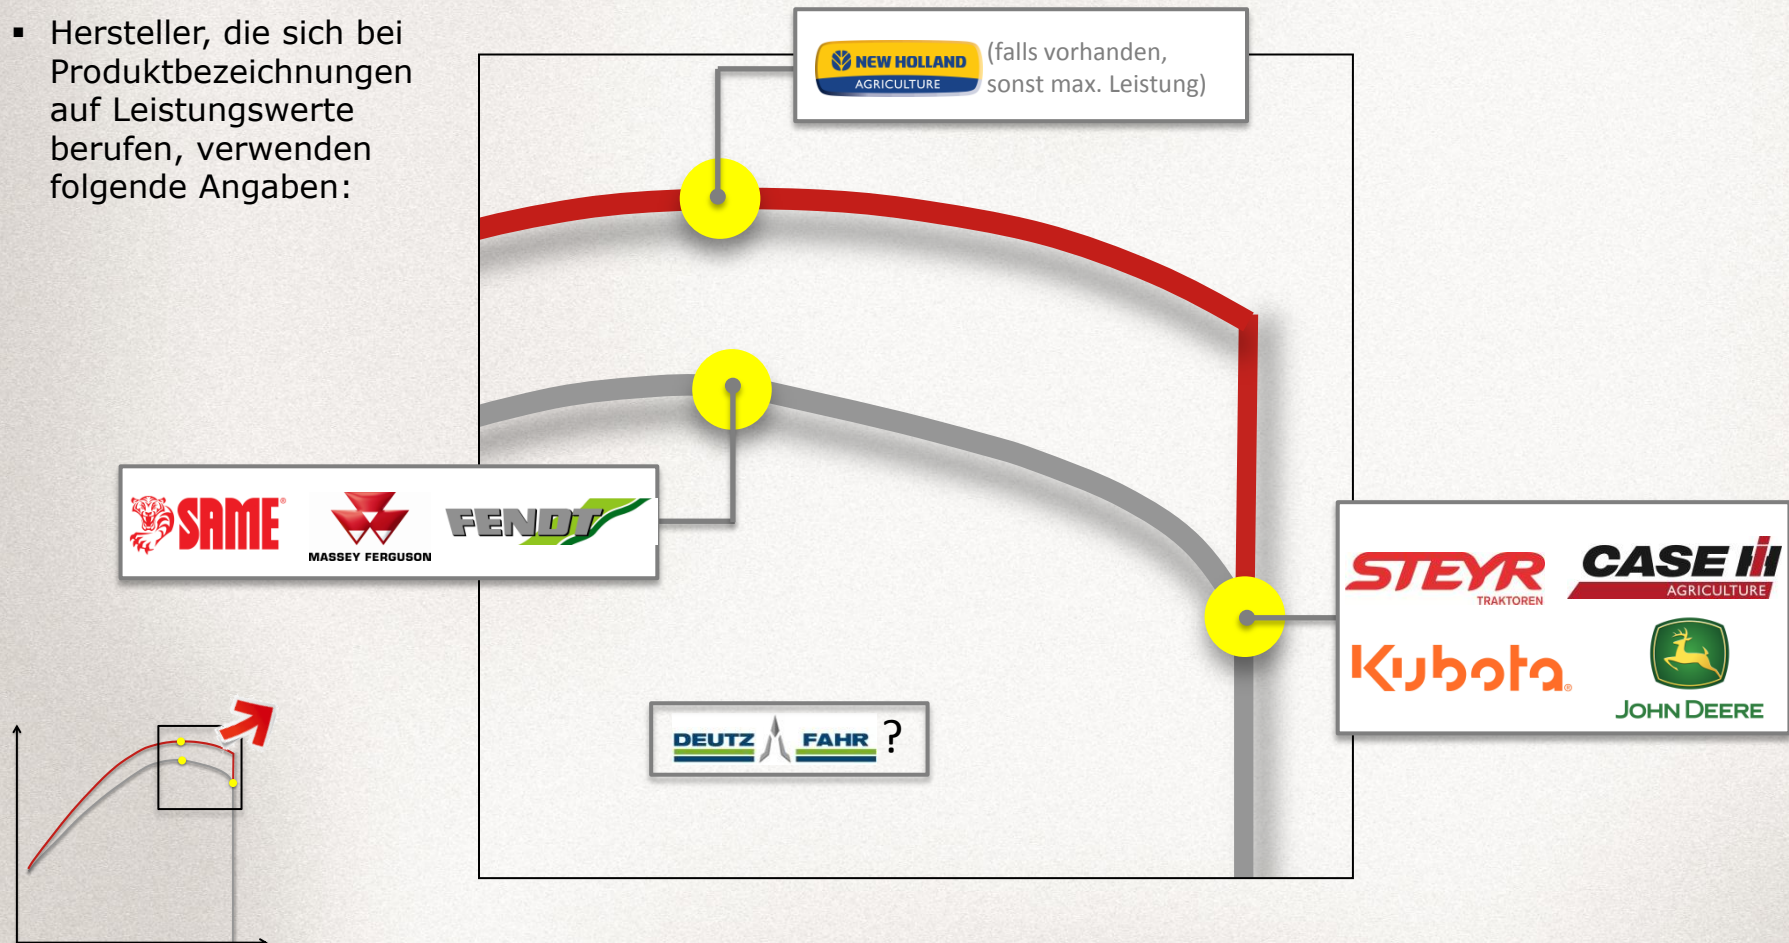 ▪ Hersteller, die sich bei
Produktbezeichnungen
auf Leistungswerte
berufen, verwenden
folgende Angaben:
NEW HOLLAND
AGRICULTURE
(falls vorhanden,
sonst max. Leistung)
SAME®
MASSEY FERGUSON
FENDT
STEYR
TRAKTOREN
CASE IH
AGRICULTURE
Kubota®
JOHN DEERE
DEUTZ FAHR ?